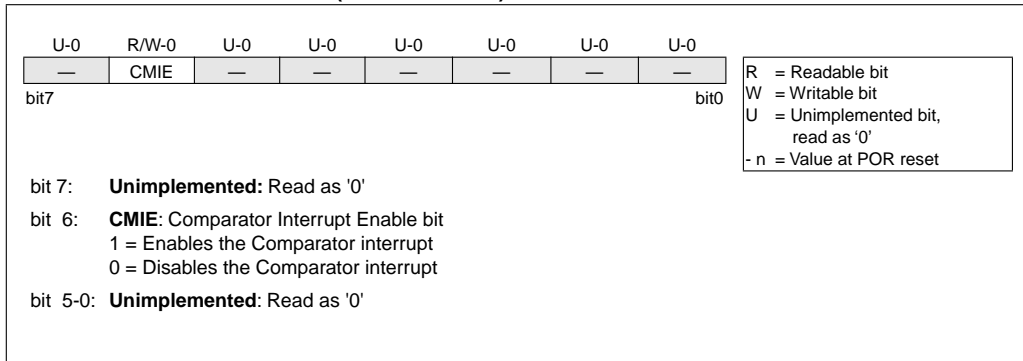 U-0 R/W-0 U-0 U-0 U-0 U-0 U-0 U-0
— CMIE — — — — — —
bit7 bit0
R = Readable bit
W = Writable bit
U = Unimplemented bit,
read as ‘0’
- n = Value at POR reset
bit 7: Unimplemented: Read as '0'
bit 6: CMIE: Comparator Interrupt Enable bit
1 = Enables the Comparator interrupt
0 = Disables the Comparator interrupt
bit 5-0: Unimplemented: Read as '0'